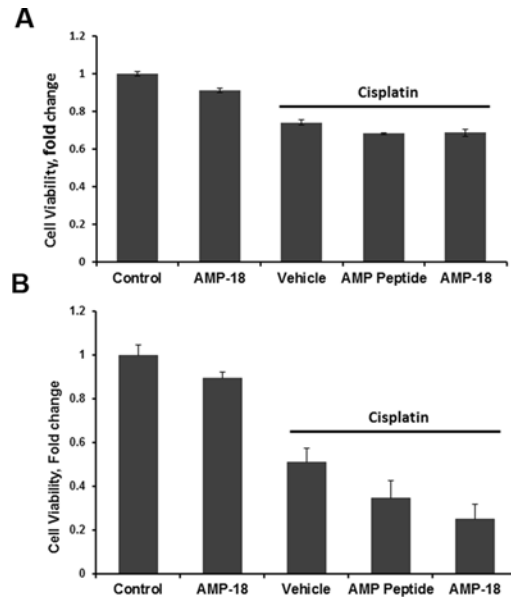 A
1.2
1
0.8
0.6
0.4
0.2
0
Cell Viability, fold change
Cisplatin
Control AMP-18 Vehicle AMP Peptide AMP-18
B
1.2
1
0.8
0.6
0.4
0.2
0
Cell Viability, Fold change
Cisplatin
Control AMP-18 Vehicle AMP Peptide AMP-18